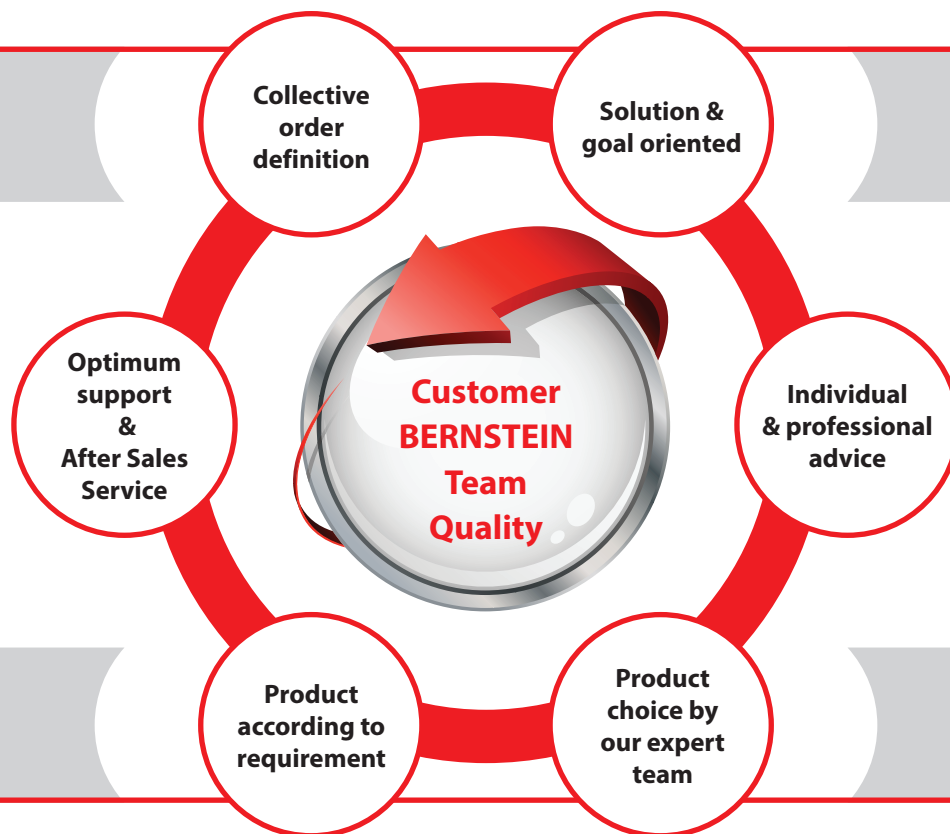 Collective
order
definition
Solution &
goal oriented
Optimum
support
&
After Sales
Service
Customer
BERNSTEIN
Team
Quality
Individual
& professional
advice
Product
according to
requirement
Product
choice by
our expert
team